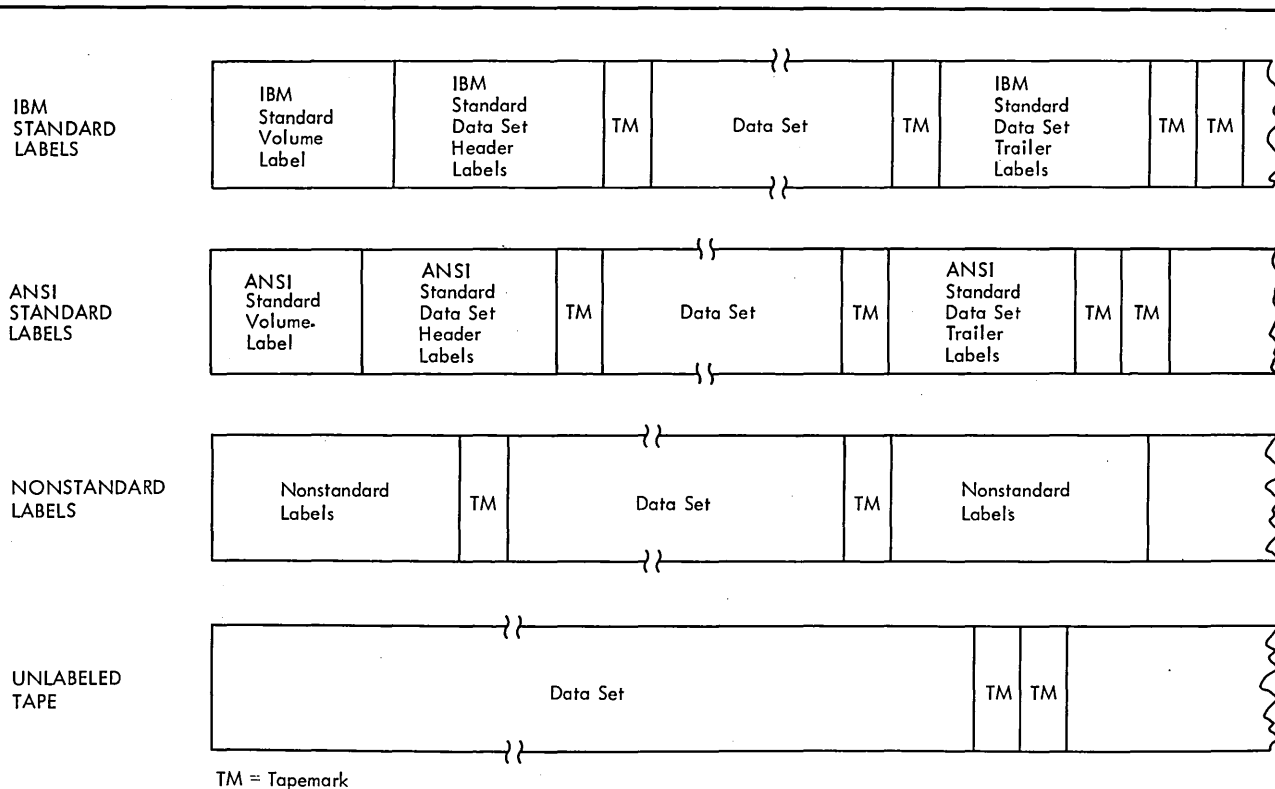 IBM
STANDARD
LABELS
IBM
Standard
Volume
Label
IBM
Standard
Data Set
Header
Labels
TM
Data Set
TM
IBM
Standard
Data Set
Trailer
Labels
TM
TM
ANSI
STANDARD
LABELS
ANSI
Standard
Volume
Label
ANSI
Standard
Data Set
Header
Labels
TM
Data Set
TM
ANSI
Standard
Data Set
Trailer
Labels
TM
TM
NONSTANDARD
LABELS
Nonstandard
Labels
TM
Data Set
TM
Nonstandard
Labels
UNLABELED
TAPE
Data Set
TM
TM
TM = Tapemark